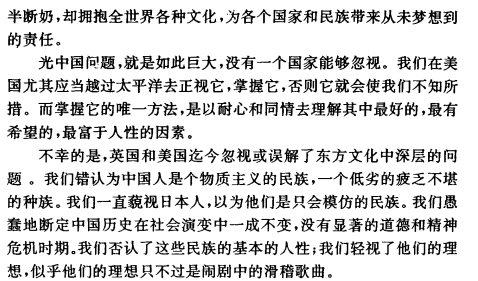 半断奶,却拥抱全世界各种文化,为各个国家和民族带来从未梦想到
的责任。
光中国问题,就是如此巨大,没有一个国家能够忽视。我们在美
国尤其应当越过太平洋去正视它,掌握它,否则它就会使我们不知所
措。而掌握它的唯一方法,是以耐心和同情去理解其中最好的,最有
希望的,最富于人性的因素。
不幸的是,英国和美国迄今忽视或误解了东方文化中深层的问
题 。我们错认为中国人是个物质主义的民族,一个低劣的疲乏不堪
的种族。我们一直藐视日本人,以为他们是只会模仿的民族。我们愚
蠢地断定中国历史在社会演变中一成不变,没有显著的道德和精神
危机时期。我们否认了这些民族的基本的人性;我们轻视了他们的理
想,似乎他们的理想只不过是闹剧中的滑稽歌曲。